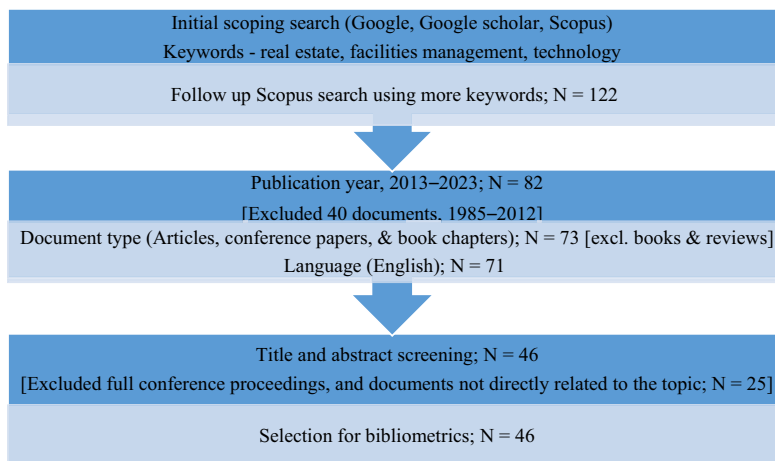 Initial scoping search (Google, Google scholar, Scopus)
Keywords - real estate, facilities management, technology
Follow up Scopus search using more keywords; N = 122
Publication year, 2013–2023; N = 82
[Excluded 40 documents, 1985–2012]
Document type (Articles, conference papers, & book chapters); N = 73 [excl. books & reviews]
Language (English); N = 71
Title and abstract screening; N = 46
[Excluded full conference proceedings, and documents not directly related to the topic; N = 25]
Selection for bibliometrics; N = 46